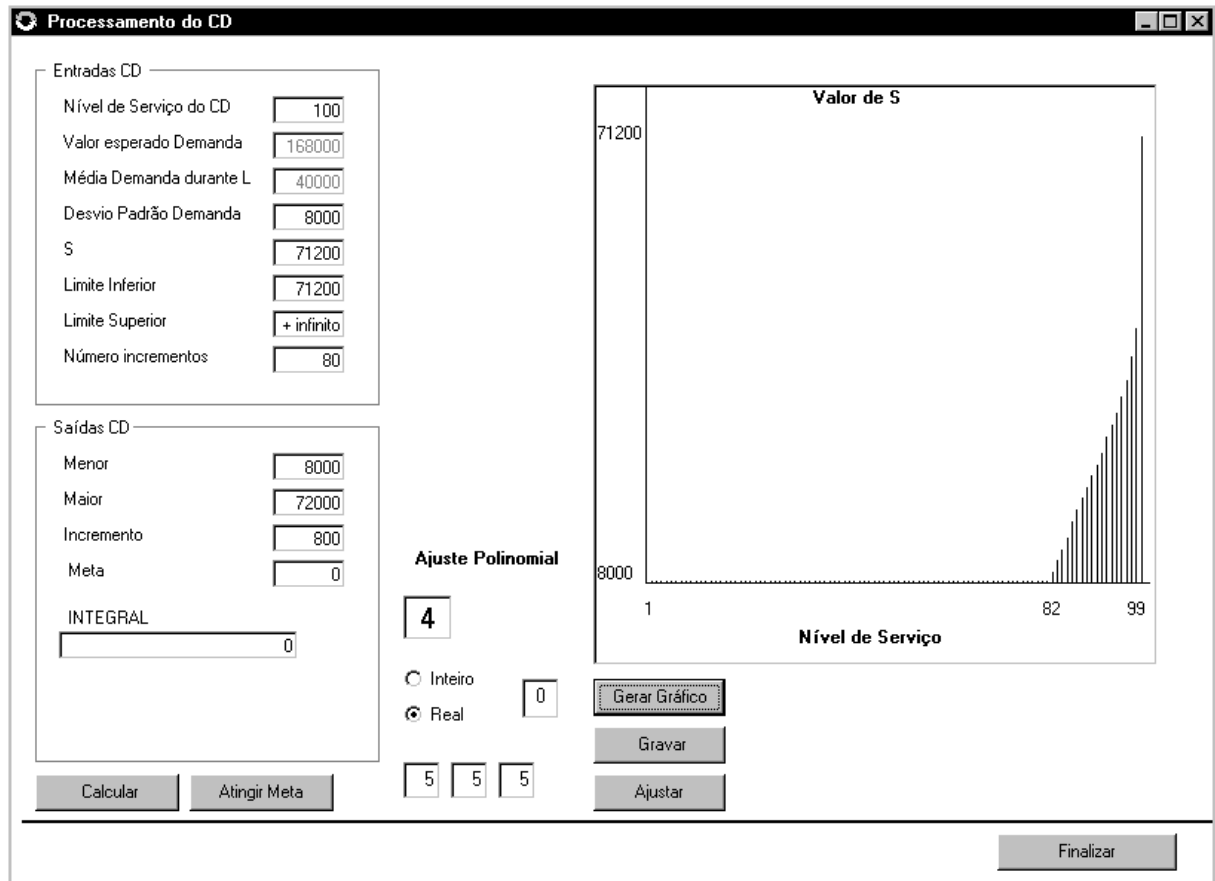 Processamento do CD
Entradas CD
Nível de Serviço do CD 100
Valor esperado Demanda 168000
Média Demanda durante L 40000
Desvio Padrão Demanda 8000
S 71200
Limite Inferior 71200
Limite Superior + infinito
Número incrementos 80
Saídas CD
Menor 8000
Maior 72000
Incremento 800
Meta 0
INTEGRAL
0
Calcular
Atingir Meta
Ajuste Polinomial
4
Inteiro
Real
0
5 5 5
Valor de S
71200
8000
1 82 99
Nível de Serviço
Gerar Gráfico
Gravar
Ajustar
Finalizar